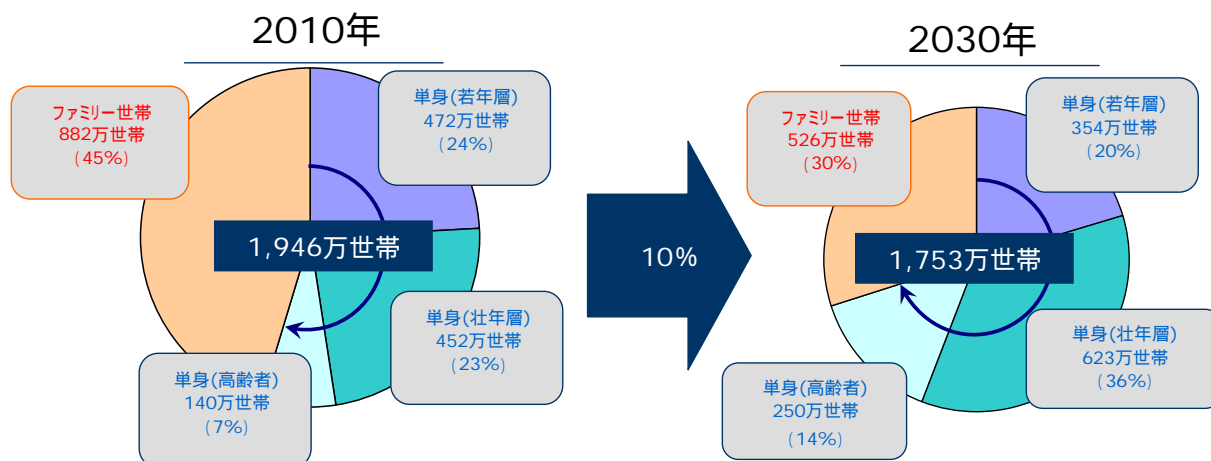 2010年
ファミリー世帯
882万世帯
(45%)
単身(若年層)
472万世帯
(24%)
1,946万世帯
単身(壮年層)
452万世帯
(23%)
単身(高齢者)
140万世帯
(7%)
10%
2030年
ファミリー世帯
526万世帯
(30%)
単身(若年層)
354万世帯
(20%)
1,753万世帯
単身(壮年層)
623万世帯
(36%)
単身(高齢者)
250万世帯
(14%)